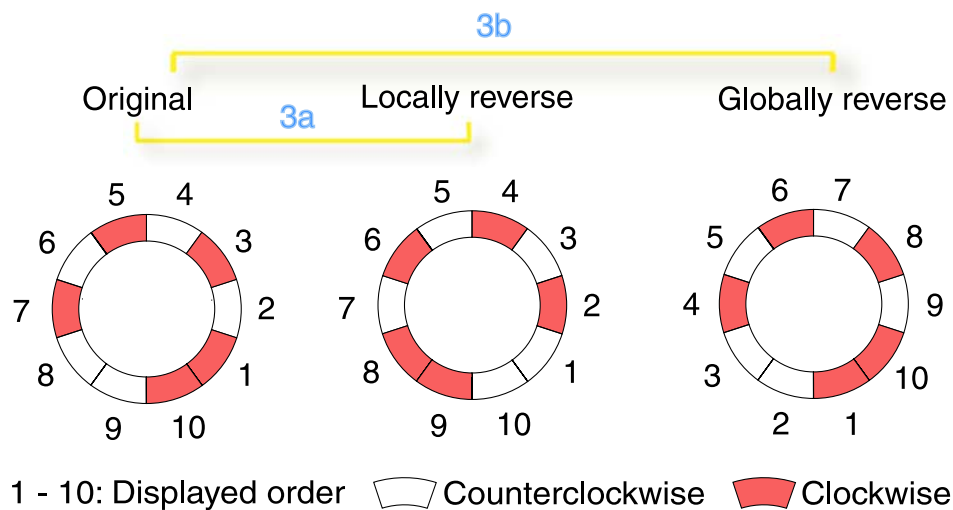 3b
Original Locally reverse Globally reverse
3a
5 4 5 4 6 7
6 3 6 3 5 8
7 2 7 2 4 9
8 1 8 1 3 10
9 10 9 10 2 1
1 - 10: Displayed order Counterclockwise Clockwise